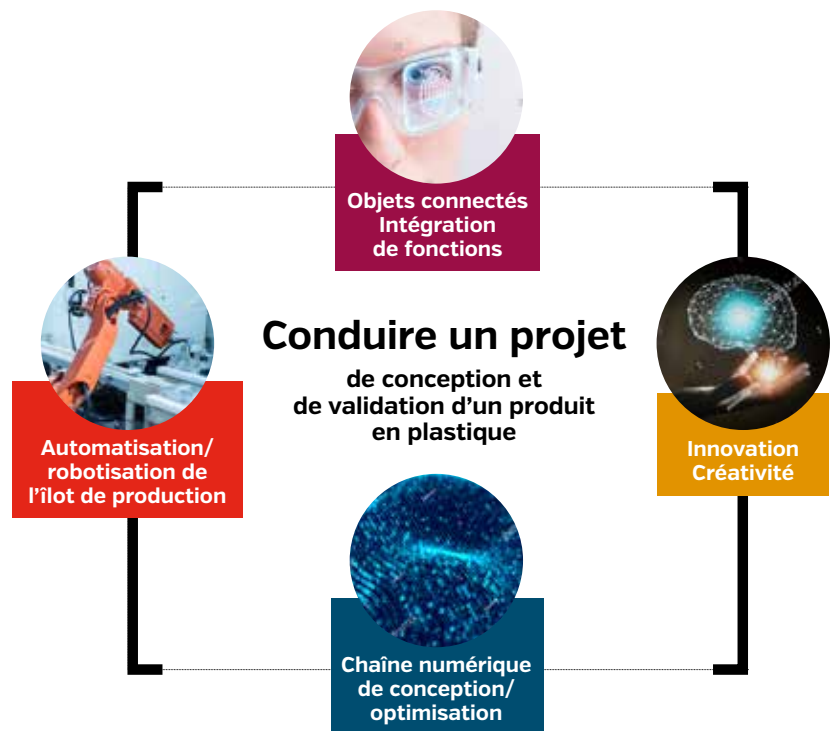 Objets connectés
Intégration
de fonctions
Conduire un projet
de conception et
de validation d'un produit
en plastique
Automatisation/
robotisation de
l'îlot de production
Innovation
Créativité
Chaîne numérique
de conception/
optimisation